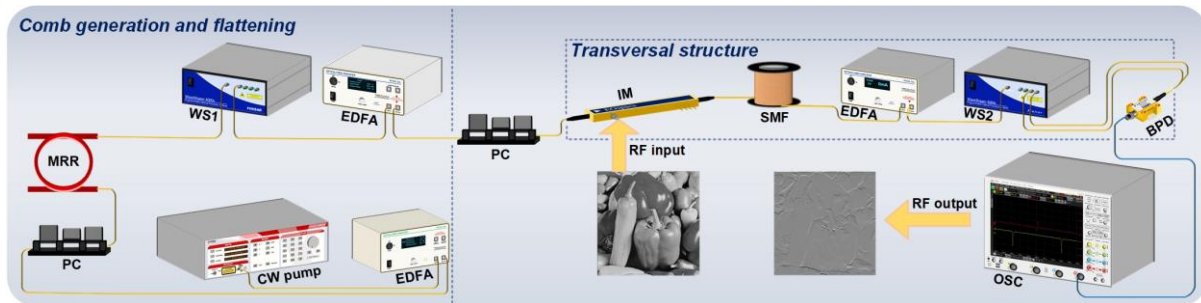 Comb generation and flattening
Transversal structure
WS1
EDFA
IM
SMF
EDFA
WS2
BPD
MRR
PC
RF input
RF output
PC
CW pump
EDFA
OSC